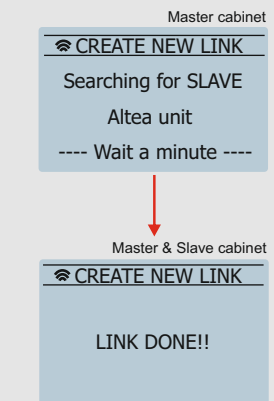 Master cabinet
CREATE NEW LINK
Searching for SLAVE
Altea unit
---- Wait a minute ----
Master & Slave cabinet
CREATE NEW LINK
LINK DONE!!